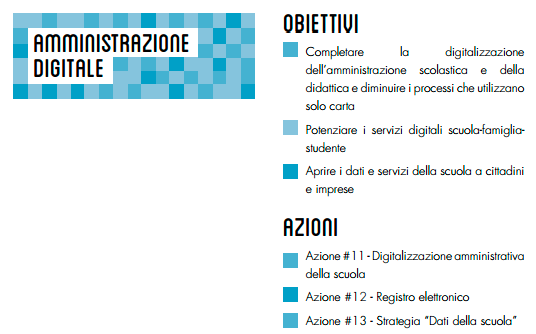 AMMINISTRAZIONE
DIGITALE
OBIETTIVI
Completare la digitalizzazione
dell'amministrazione scolastica e della
didattica e diminuire i processi che utilizzano
solo carta
Potenziare i servizi digitali scuola-famiglia-
studente
Aprire i dati e servizi della scuola a cittadini
e imprese
AZIONI
Azione #11 - Digitalizzazione amministrativa
della scuola
Azione #12 - Registro elettronico
Azione #13 - Strategia “Dati della scuola”